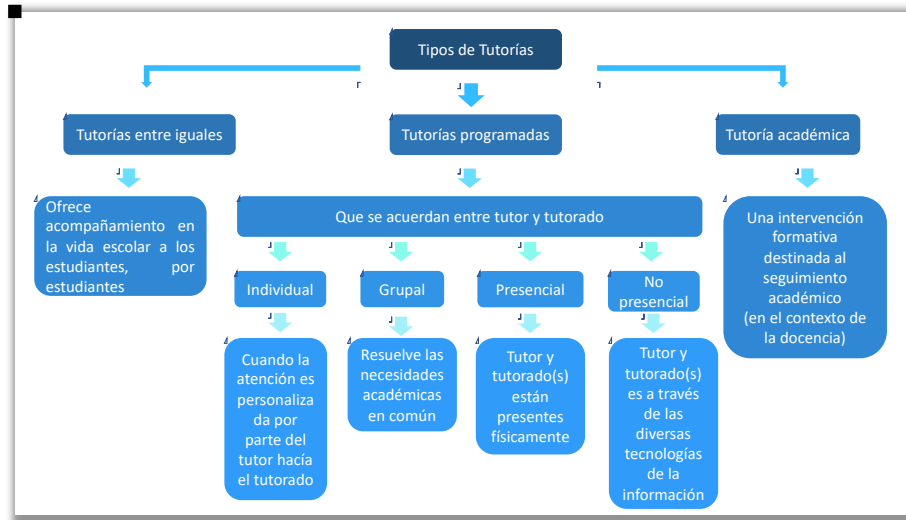 Tipos de Tutorías
Tutorías entre iguales
Tutorías programadas
Tutoría académica
Ofrece
acompañamiento en
la vida escolar a los
estudiantes, por
estudiantes
Que se acuerdan entre tutor y tutorado
Una intervención
formativa
destinada al
seguimiento
académico
(en el contexto de
la docencia)
Individual
Grupal
Presencial
No
presencial
Cuando la
atención es
personaliza
da por
parte del
tutor hacía
el tutorado
Resuelve las
necesidades
académicas
en común
Tutor y
tutorado(s)
están
presentes
físicamente
Tutor y
tutorado(s)
es a través
de las
diversas
tecnologías
de la
información